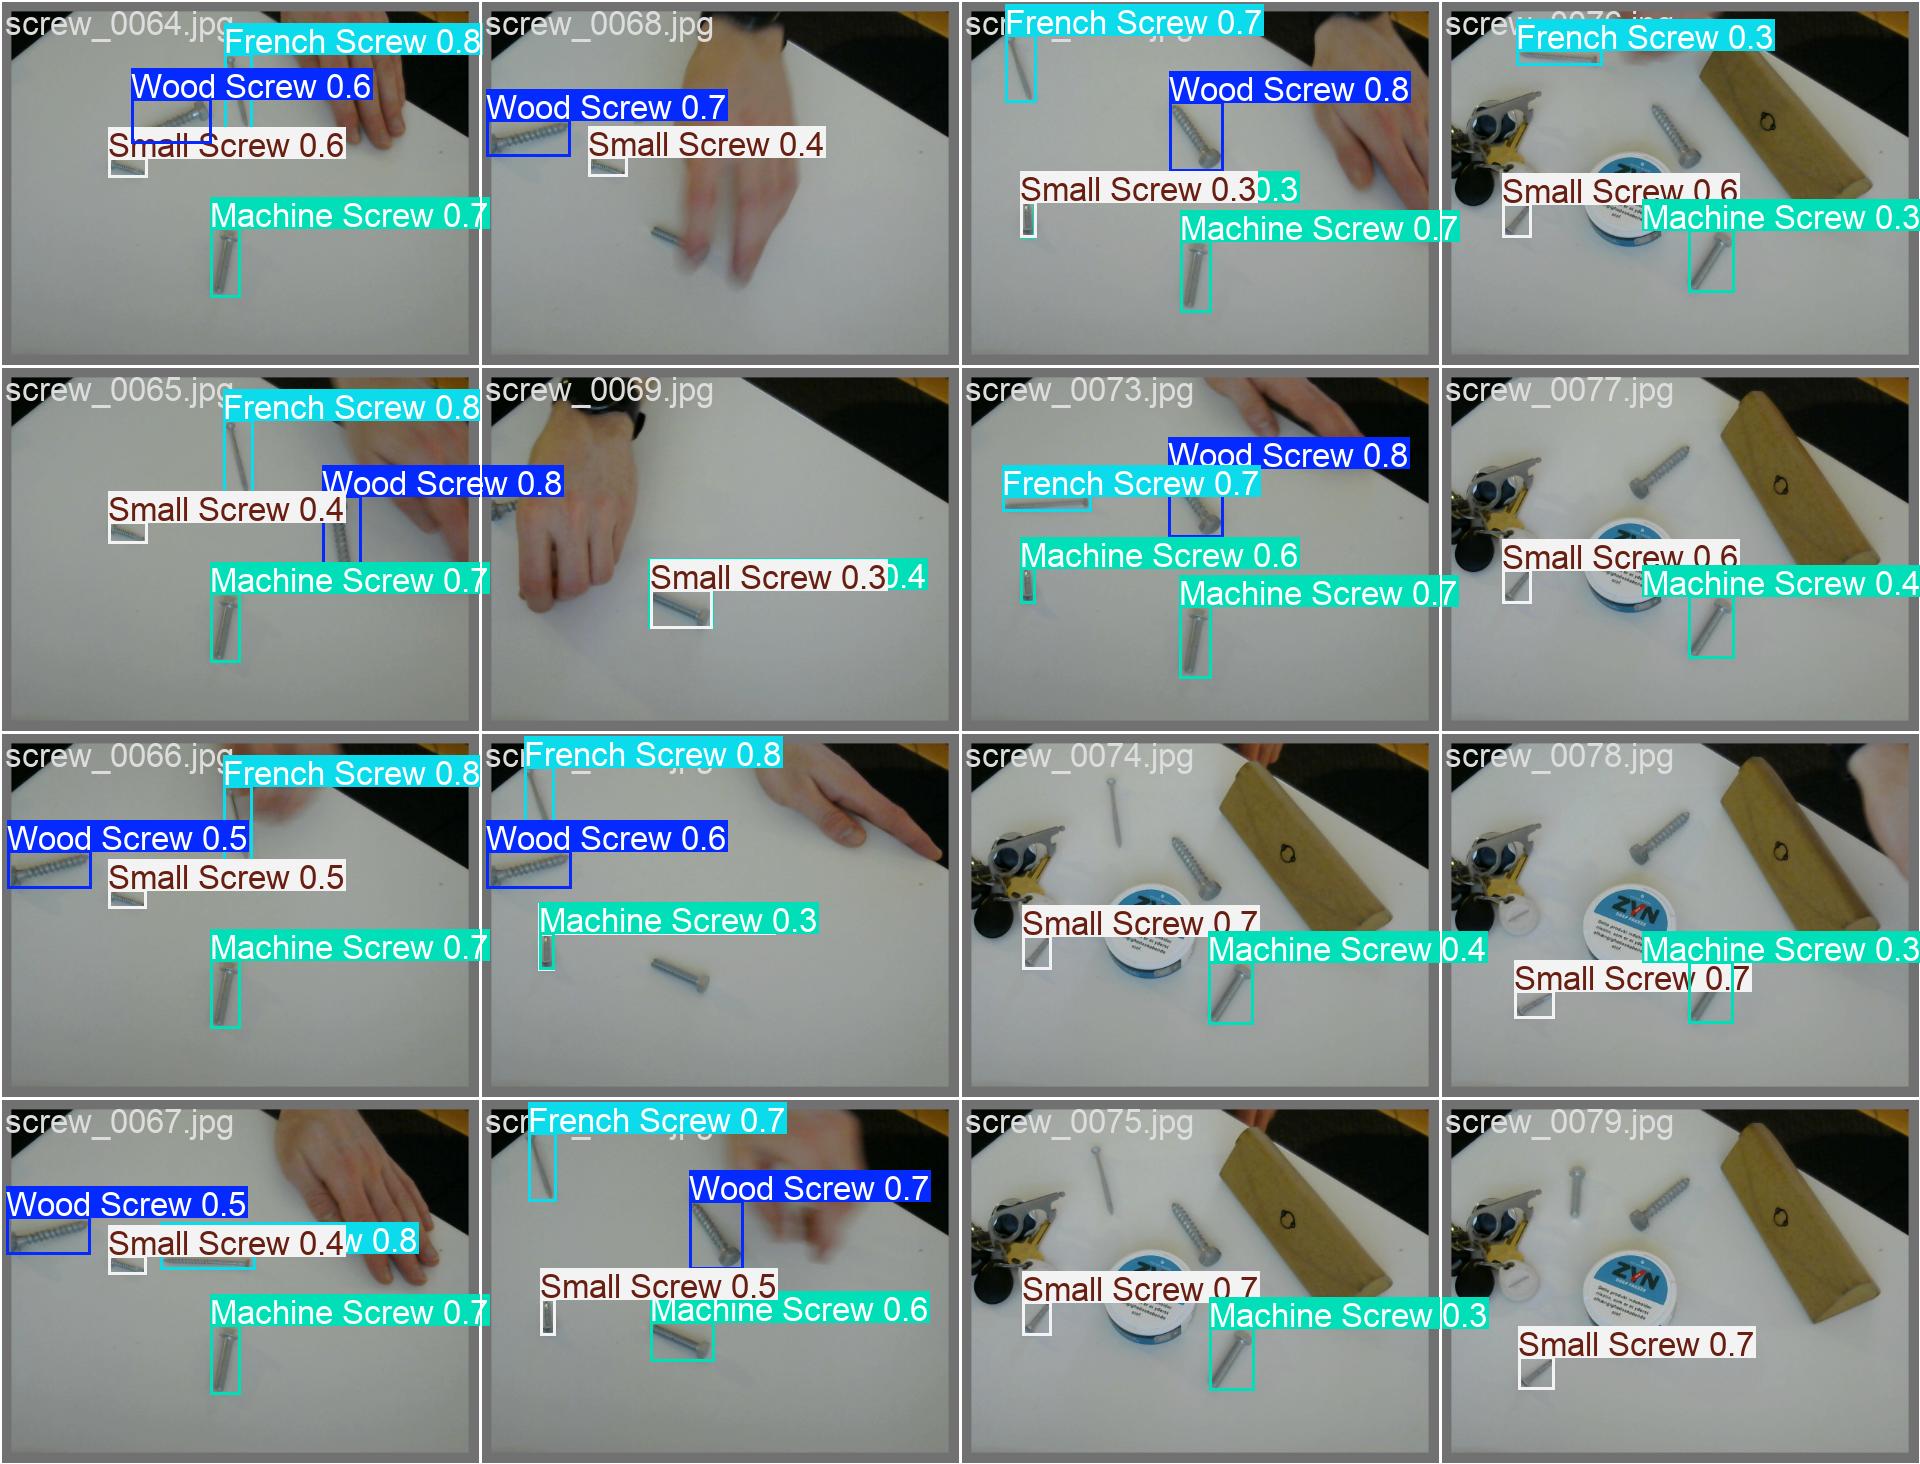 screw_0064.jpg
French Screw 0.8
Wood Screw 0.6
Small Screw 0.6
Machine Screw 0.7
screw_0068.jpg
Wood Screw 0.7
Small Screw 0.4
French Screw 0.7
Wood Screw 0.8
Small Screw 0.3
0.3
Machine Screw 0.7
French Screw 0.3
Small Screw 0.6
Machine Screw 0.3
screw_0065.jpg
French Screw 0.8
Wood Screw 0.8
Small Screw 0.4
Machine Screw 0.7
screw_0069.jpg
Small Screw 0.3
0.4
screw_0073.jpg
Wood Screw 0.8
French Screw 0.7
Machine Screw 0.6
Machine Screw 0.7
screw_0077.jpg
Small Screw 0.6
Machine Screw 0.4
screw_0066.jpg
French Screw 0.8
Wood Screw 0.5
Small Screw 0.5
Machine Screw 0.7
French Screw 0.8
Wood Screw 0.6
Machine Screw 0.3
screw_0074.jpg
Small Screw 0.7
Machine Screw 0.4
screw_0078.jpg
ZVN
Machine Screw 0.3
Small Screw 0.7
screw_0067.jpg
Wood Screw 0.5
Small Screw 0.4
w 0.8
Machine Screw 0.7
French Screw 0.7
Wood Screw 0.7
Small Screw 0.5
Machine Screw 0.6
screw_0075.jpg
Small Screw 0.7
Machine Screw 0.3
screw_0079.jpg
ZVN
Small Screw 0.7